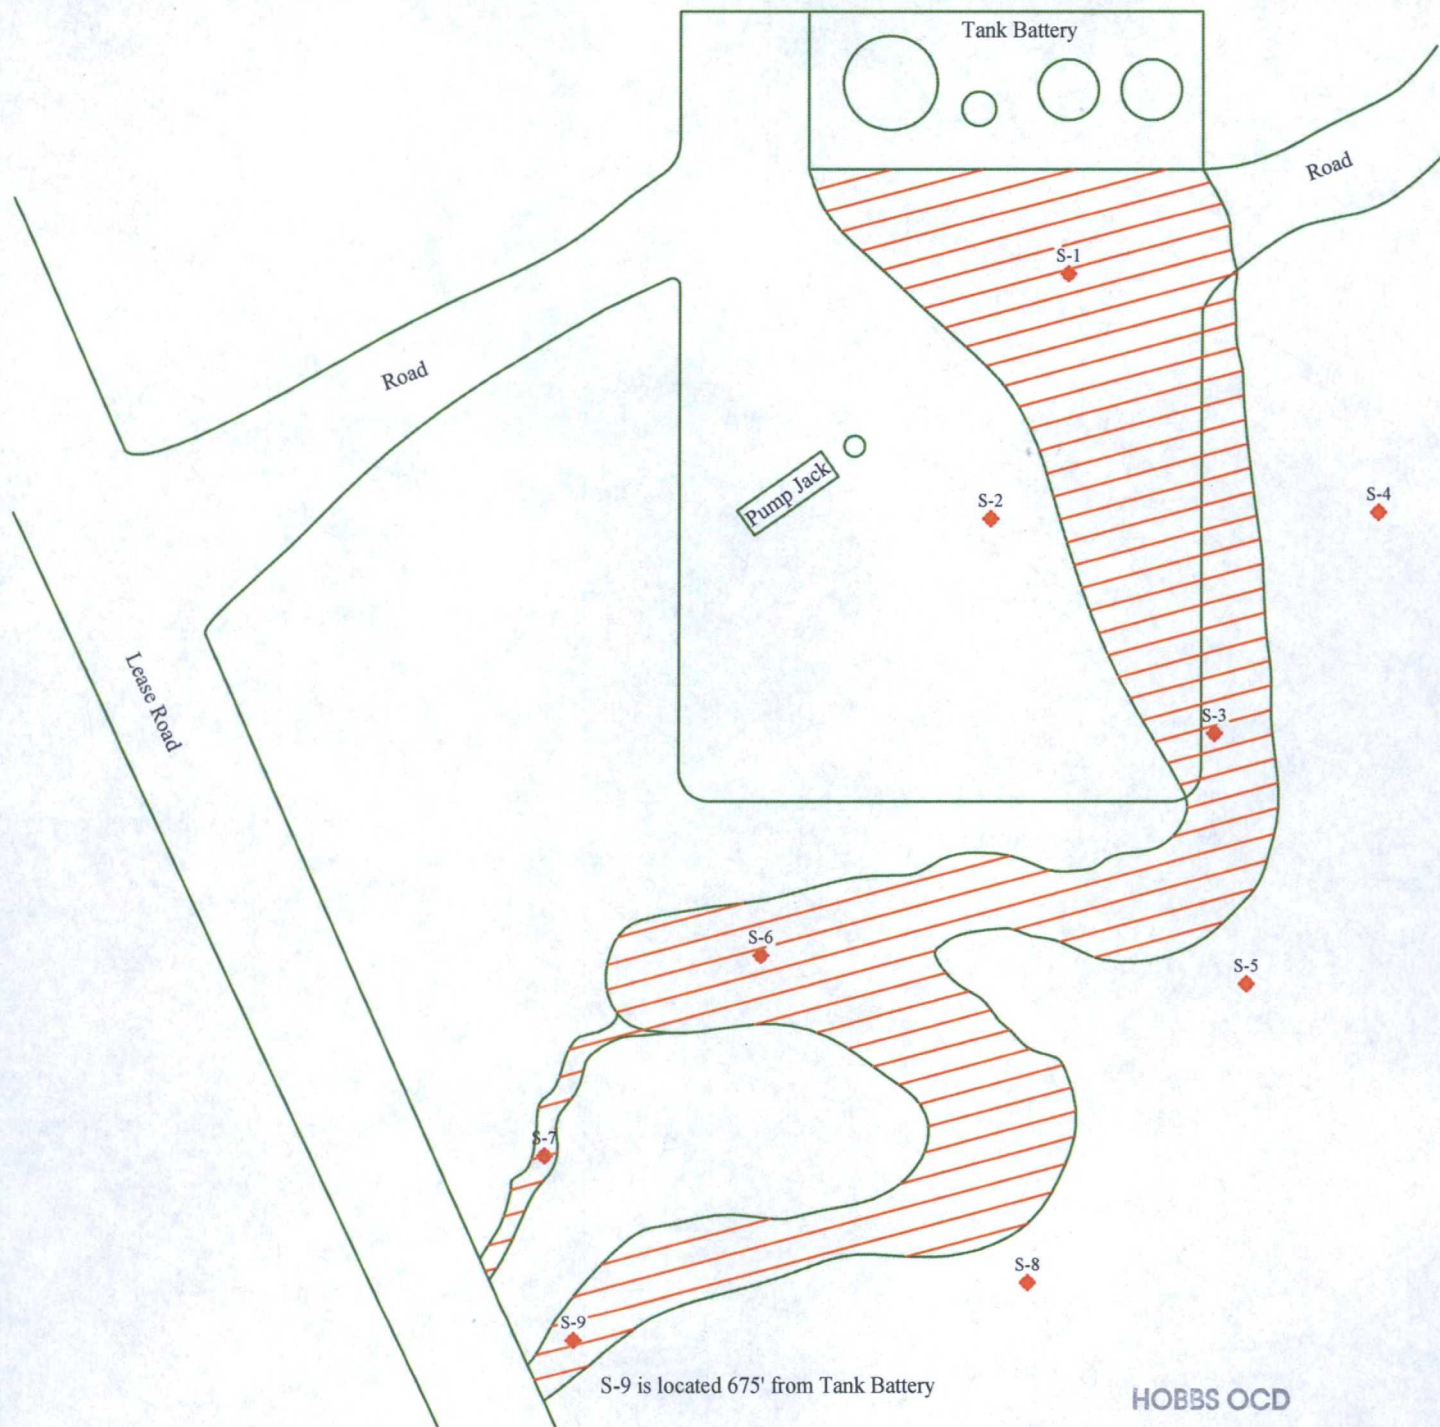 Tank Battery
Road
S-1
Road
Pump Jack
S-2
S-4
Lease Road
S-3
S-6
S-5
S-7
S-8
S-9
S-9 is located 675' from Tank Battery
HOBBS OCD